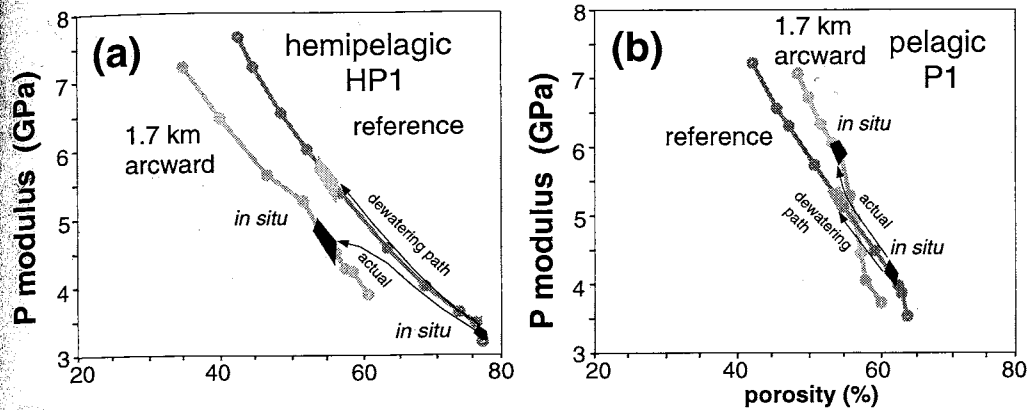 (a)
hemipelagic
HP1
reference
1.7 km
arcward
in situ
dewatering path
actual
in situ
P modulus (GPa)
8
7
6
5
4
3
20
40
60
80
(b)
1.7 km
arcward
pelagic
P1
reference
in situ
dewatering
path
actual
in situ
P modulus (GPa)
8
7
6
5
4
3
20
40
60
80
porosity (%)